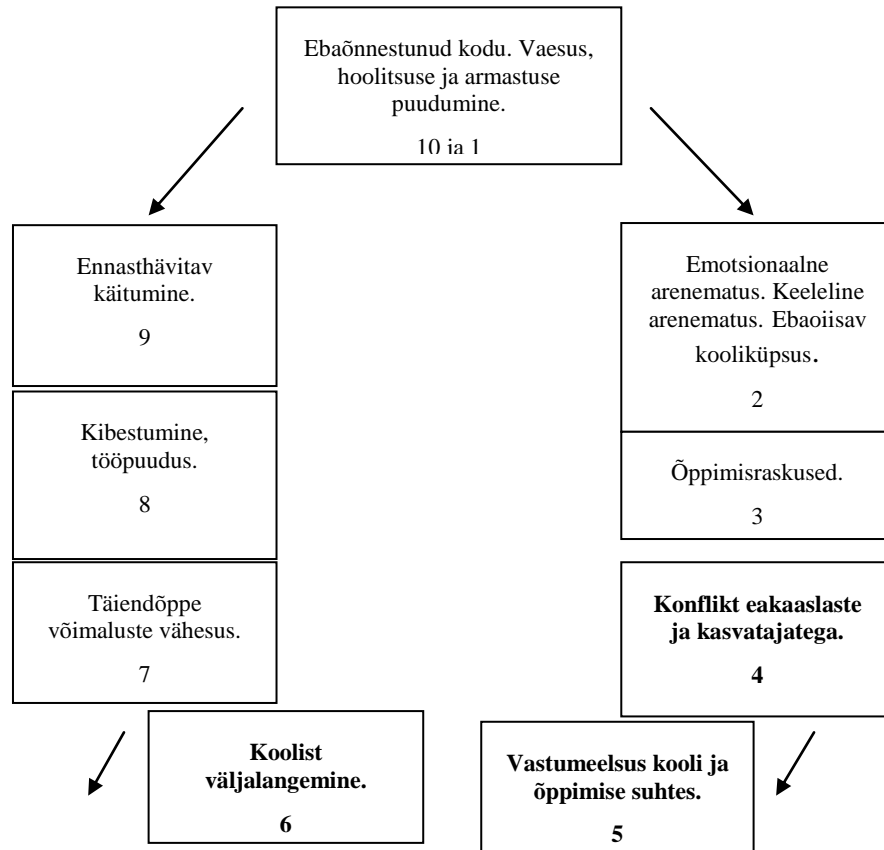 Ebaõnnestunud kodu. Vaesus,
hoolitsuse ja armastuse
puudumine.
10 ja 1
Ennasthävitav
käitumine.
9
Emotsionaalne
arenematus. Keeleline
arenematus. Ebaoiisav
kooliküpsus.
2
Kibestumine,
tööpuudus.
8
Õppimisraskused.
3
Täiendõppe
võimaluste vähesus.
7
Konflikt eakaaslaste
ja kasvatajatega.
4
Koolist
väljalangemine.
6
Vastumeelsus kooli ja
õppimise suhtes.
5